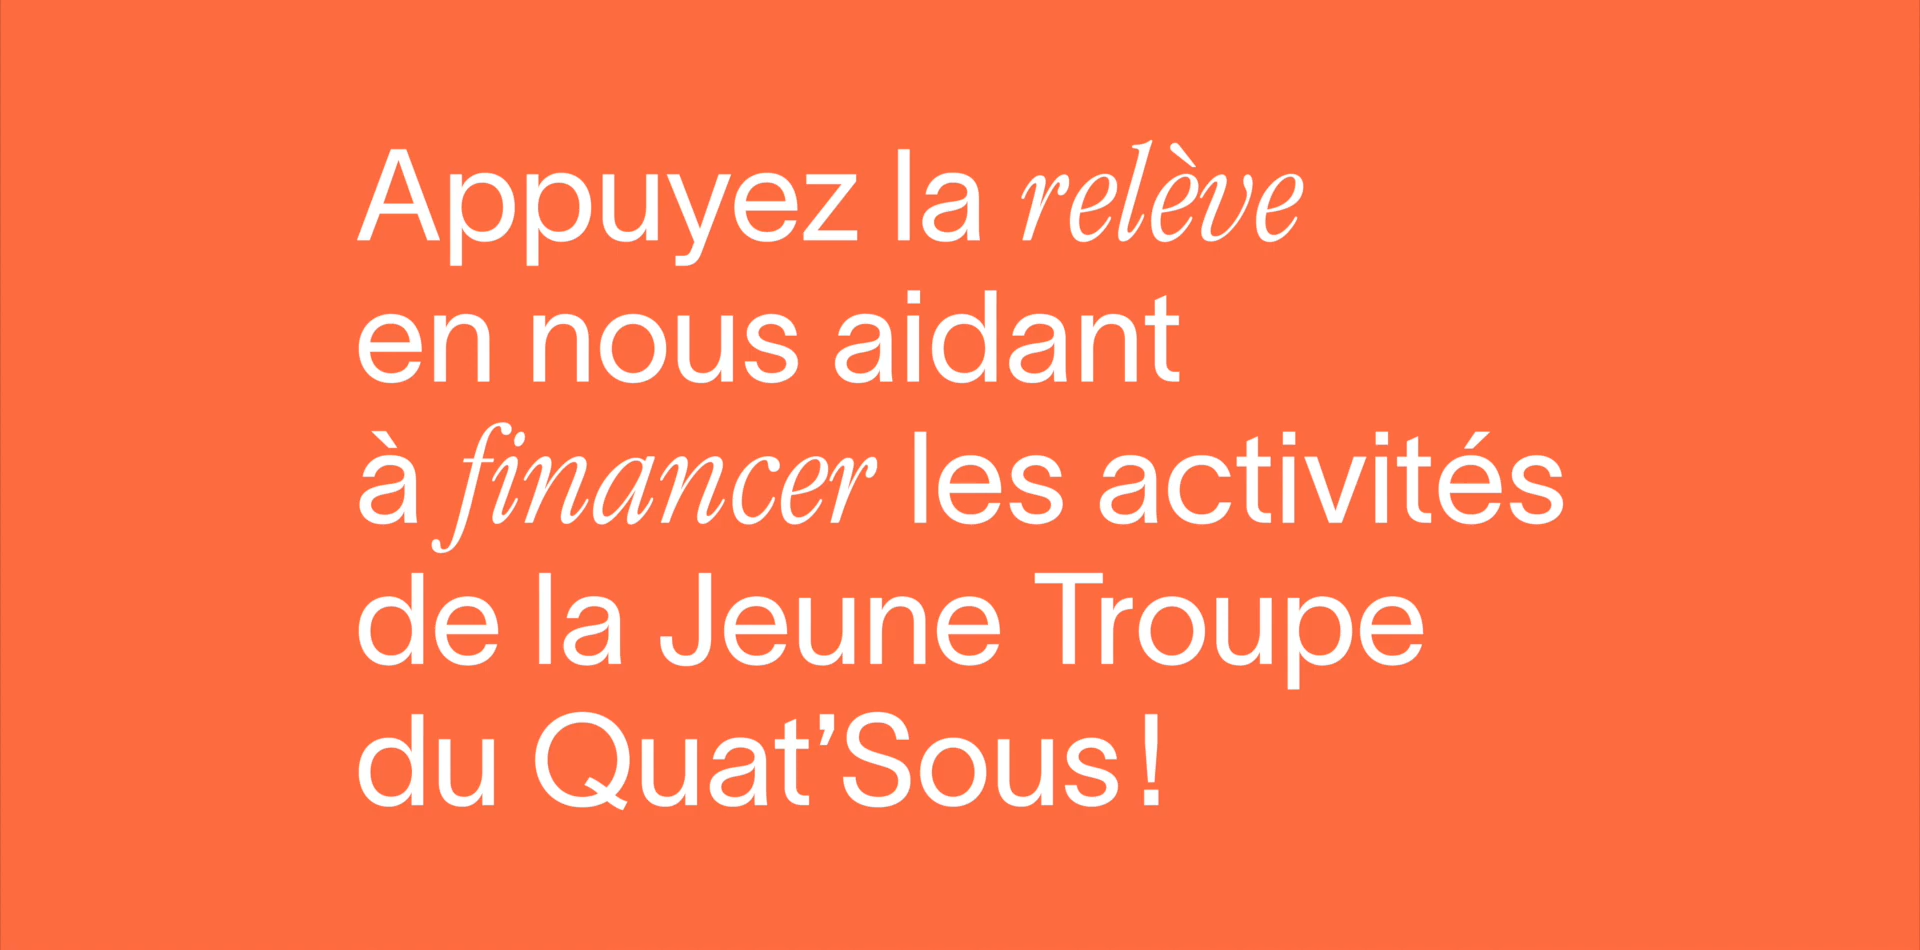 Appuyez la relève
en nous aidant
à financer les activités
de la Jeune Troupe
du Quat’Sous !